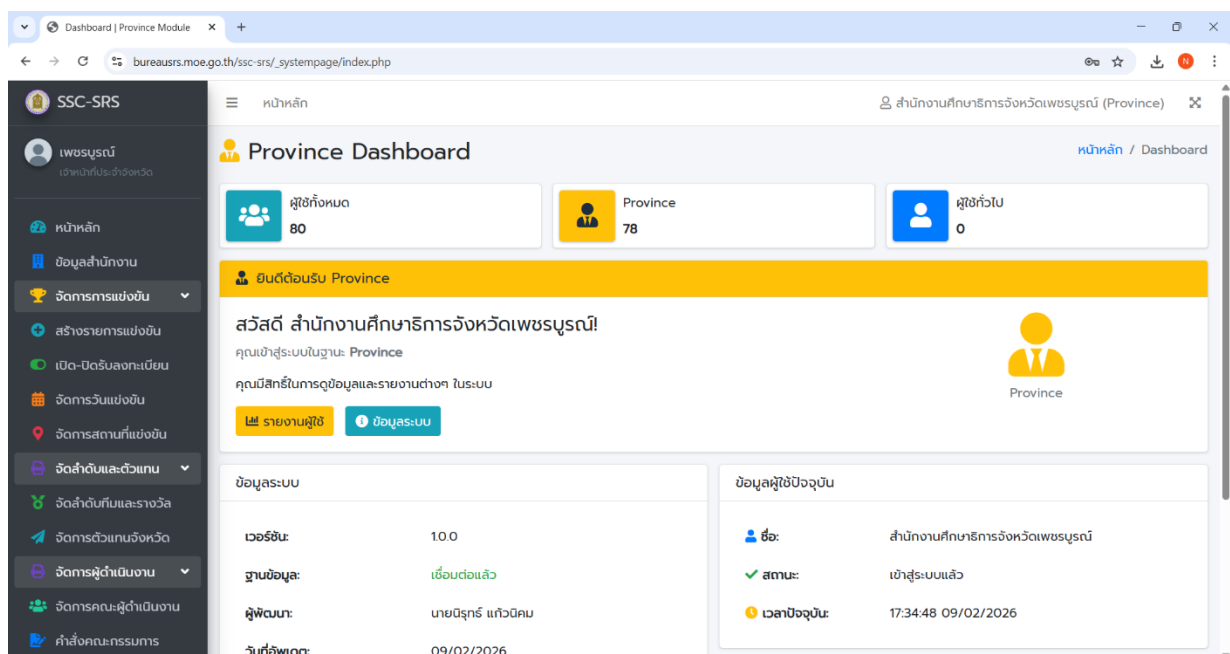 Dashboard | Province Module
bureausrs.moe.go.th/ssc-srs/_systempage/index.php
N
SSC-SRS
หน้าหลัก
สำนักงานศึกษาธิการจังหวัดเพชรบูรณ์ (Province)
เพชรบูรณ์
เจ้าหน้าที่ประจำจังหวัด
Province Dashboard
หน้าหลัก / Dashboard
ผู้ใช้ทั้งหมด
80
Province
78
ผู้ใช้ทั่วไป
0
หน้าหลัก
ข้อมูลสำนักงาน
จัดการการแข่งขัน
สร้างรายการแข่งขัน
เปิด-ปิดรับลงทะเบียน
จัดการวันแข่งขัน
จัดการสถานที่แข่งขัน
จัดลำดับและตัวแทน
จัดลำดับทีมและรางวัล
จัดการตัวแทนจังหวัด
จัดการผู้ดำเนินงาน
จัดการคณะผู้ดำเนินงาน
คำสั่งคณะกรรมการ
ยินดีต้อนรับ Province
สวัสดี สำนักงานศึกษาธิการจังหวัดเพชรบูรณ์!
คุณเข้าสู่ระบบในฐานะ Province
คุณมีสิทธิ์ในการดูข้อมูลและรายงานต่างๆ ในระบบ
รายงานผู้ใช้
ข้อมูลระบบ
Province
ข้อมูลระบบ
เวอร์ชัน: 1.0.0
ฐานข้อมูล: เชื่อมต่อแล้ว
ผู้พัฒนา: นายนิรุทธ์ แก้วนิคม
วันที่อัพเดท: 09/02/2026
ข้อมูลผู้ใช้ปัจจุบัน
ชื่อ: สำนักงานศึกษาธิการจังหวัดเพชรบูรณ์
สถานะ: เข้าสู่ระบบแล้ว
เวลาปัจจุบัน: 17:34:48 09/02/2026